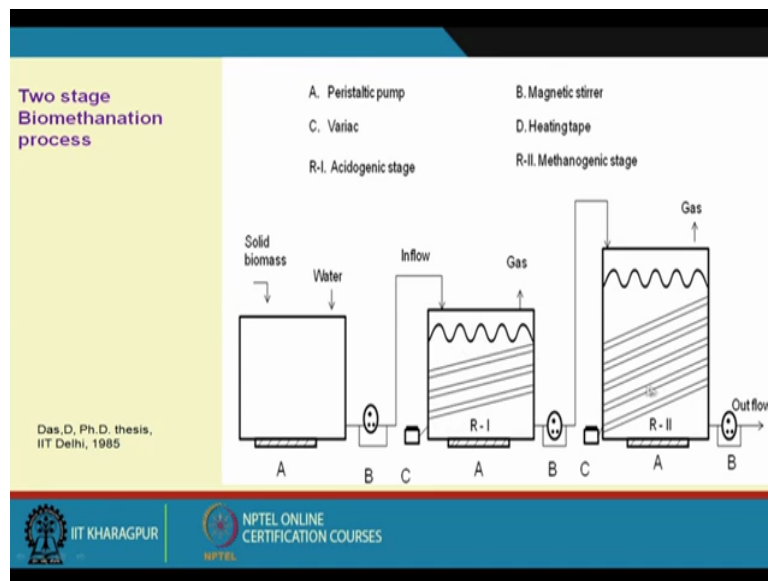 Two stage
Biomethanation
process
A. Peristaltic pump
B. Magnetic stirrer
C. Variac
D. Heating tape
R-I. Acidogenic stage
R-II. Methanogenic stage
Solid
biomass
Water
Inflow
Gas
Gas
R - I
R - II
Out flow
A
B
C
A
B
C
A
B
Das,D, Ph.D. thesis,
IIT Delhi, 1985
IIT KHARAGPUR
NPTEL
NPTEL ONLINE
CERTIFICATION COURSES